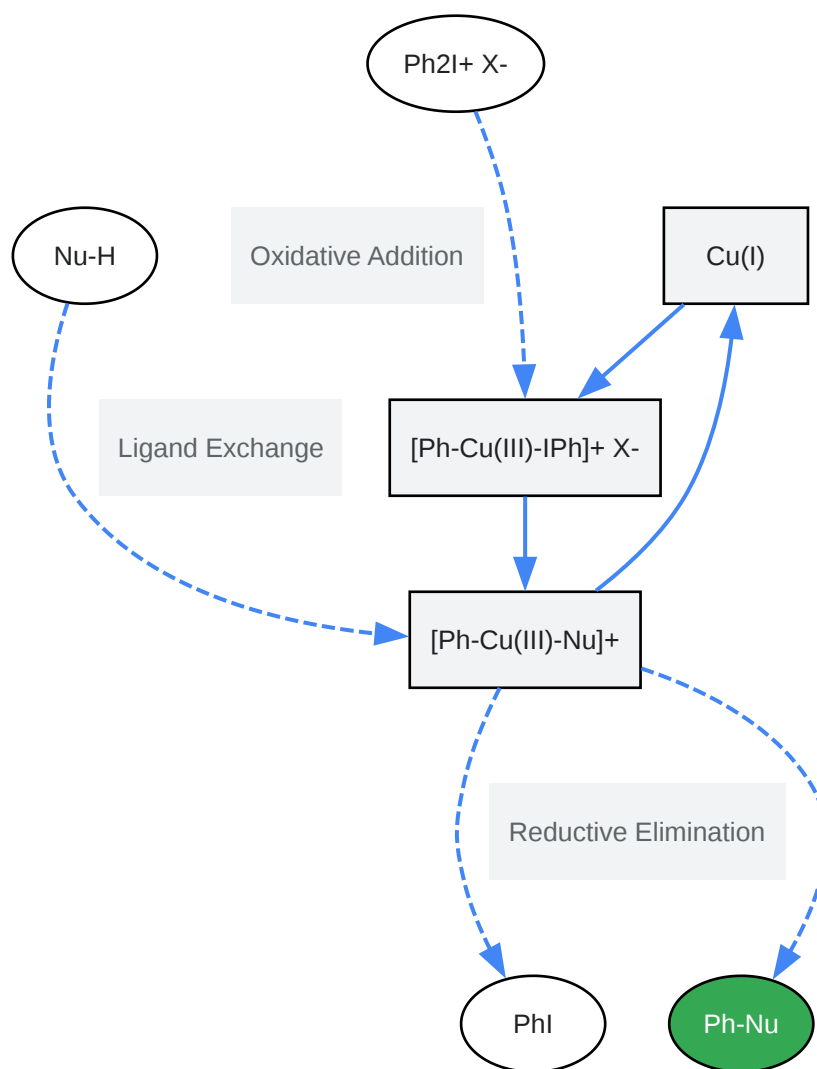 Ph2I+ X-
Nu-H
Oxidative Addition
Cu(I)
Ligand Exchange
[Ph-Cu(III)-IPh]+ X-
[Ph-Cu(III)-Nu]+
Reductive Elimination
PhI
Ph-Nu